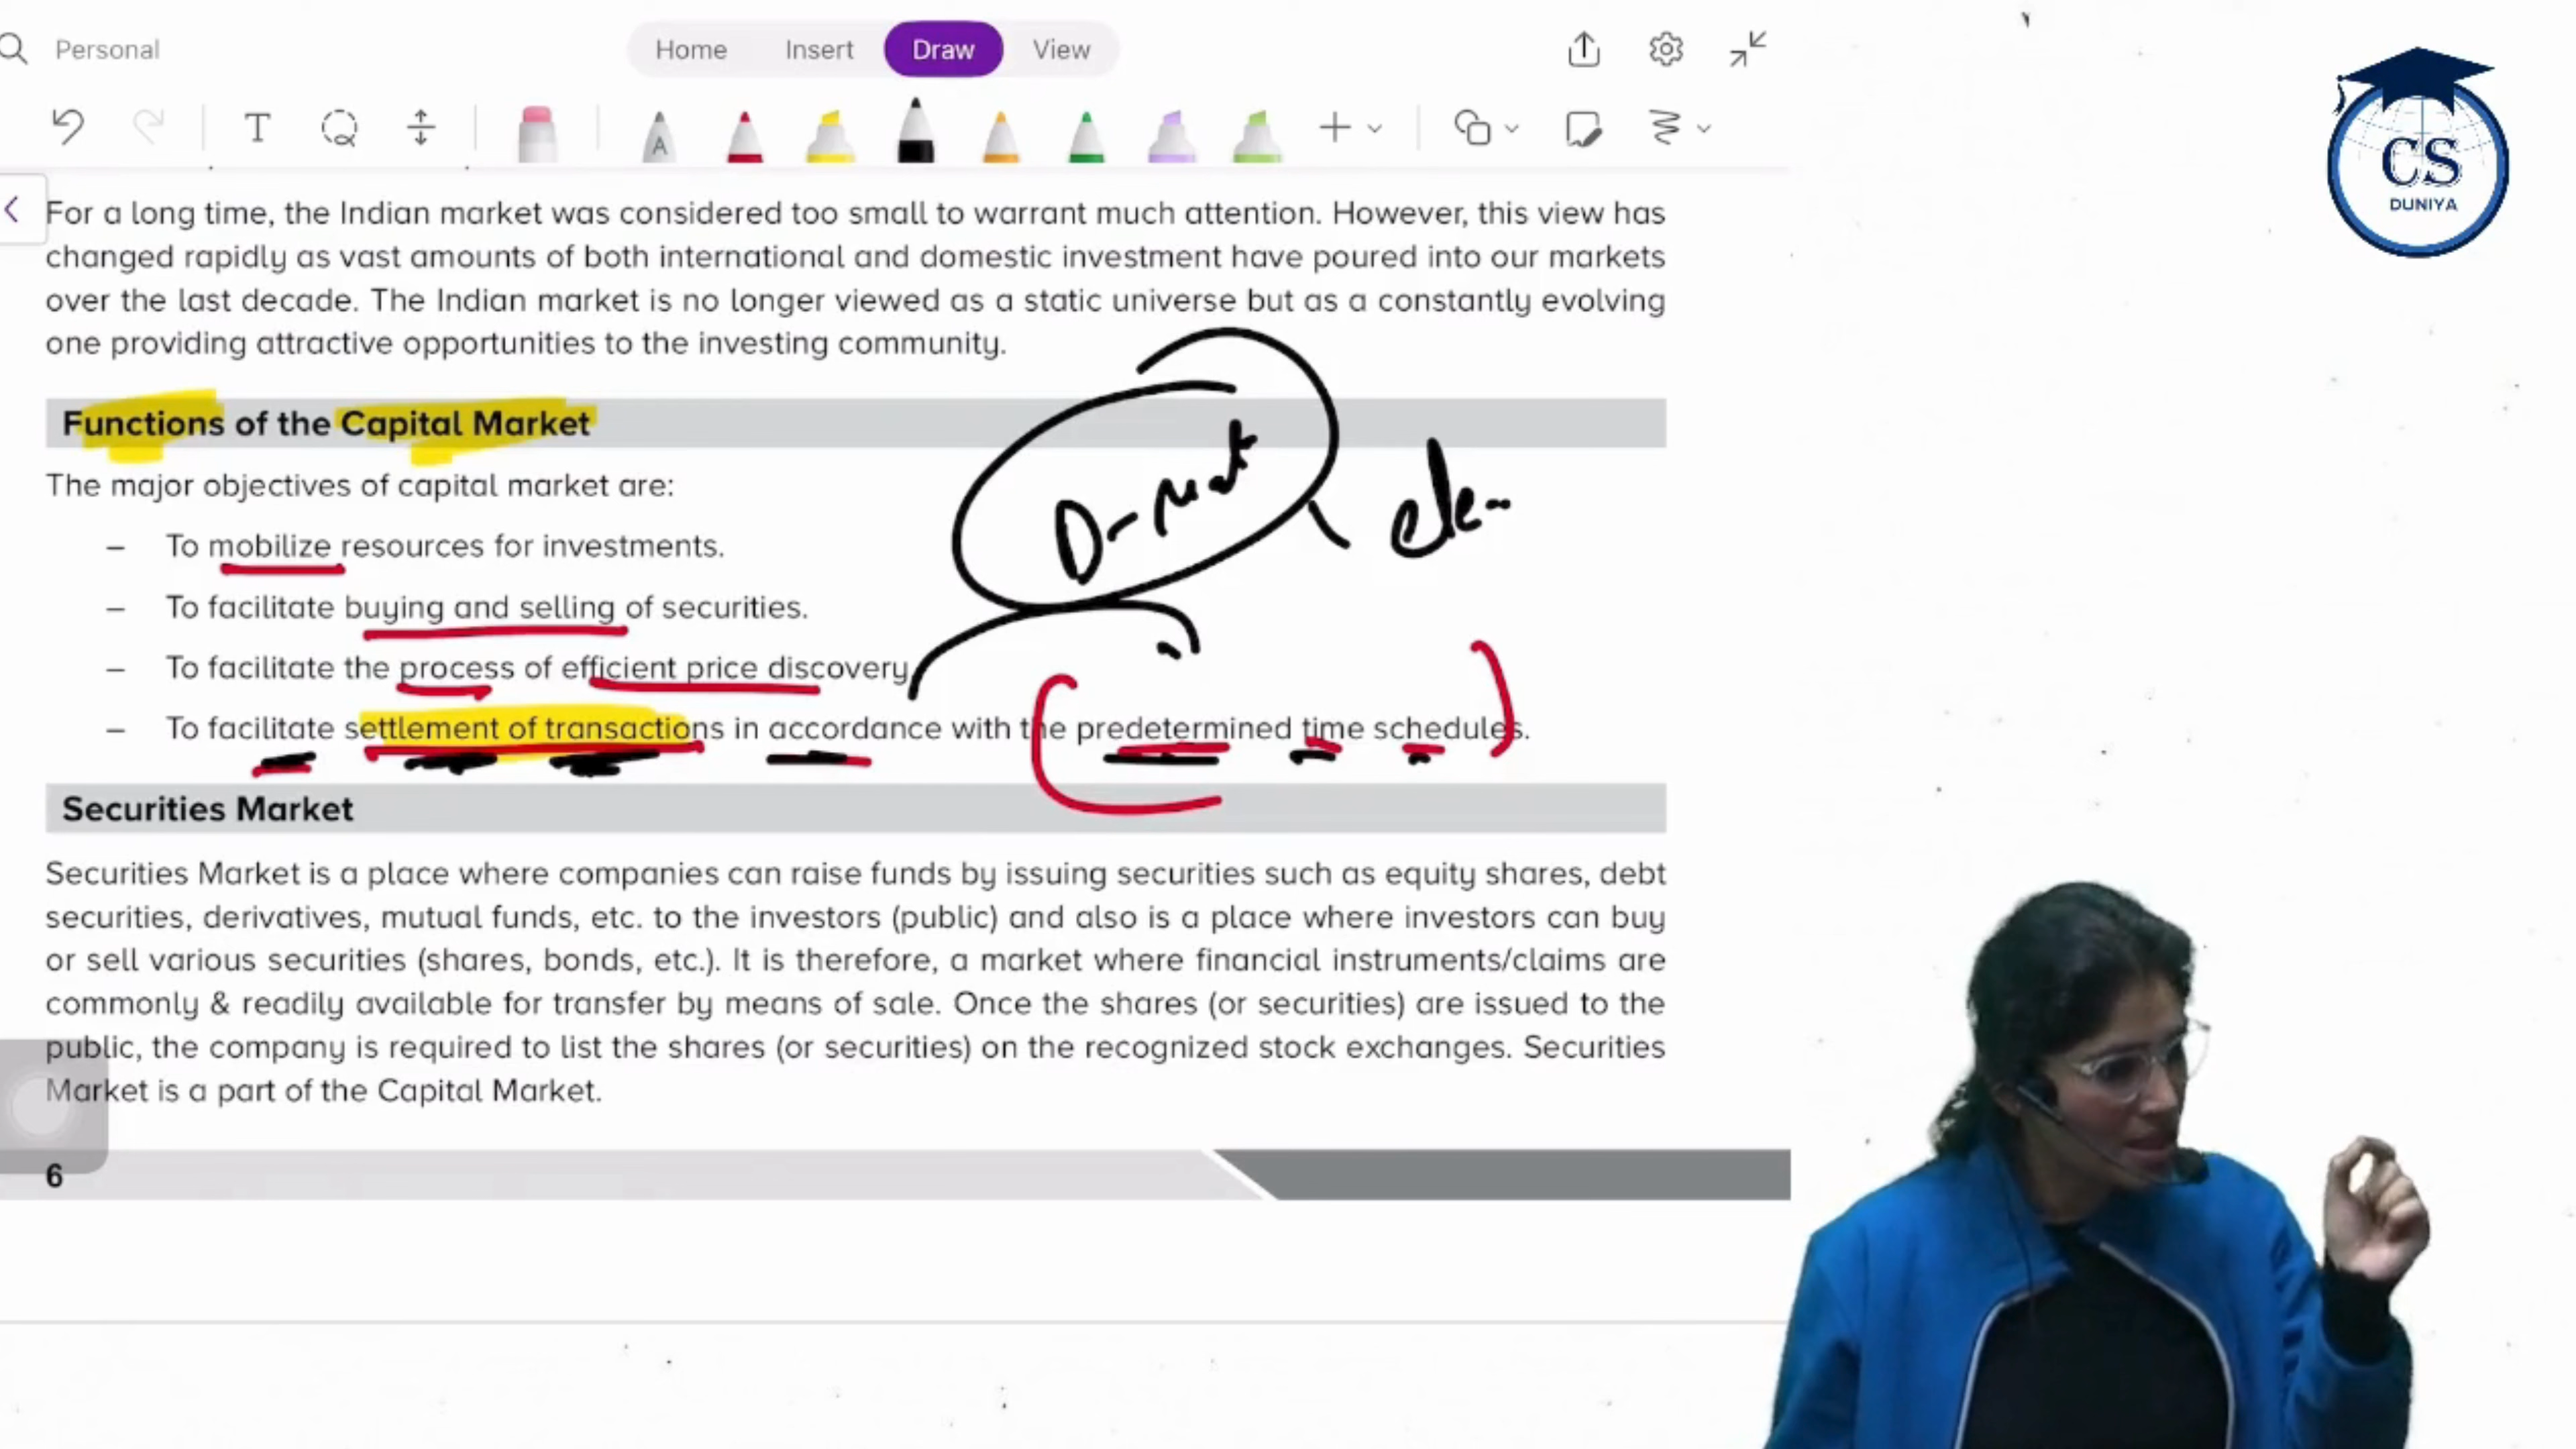 Personal
Home Insert Draw View
T A
CS
DUNIYA
For a long time, the Indian market was considered too small to warrant much attention. However, this view has
changed rapidly as vast amounts of both international and domestic investment have poured into our markets
over the last decade. The Indian market is no longer viewed as a static universe but as a constantly evolving
one providing attractive opportunities to the investing community.
Functions of the Capital Market
The major objectives of capital market are:
D-Mat
ele
– To mobilize resources for investments.
– To facilitate buying and selling of securities.
– To facilitate the process of efficient price discovery
– To facilitate settlement of transactions in accordance with the predetermined time schedules.
Securities Market
Securities Market is a place where companies can raise funds by issuing securities such as equity shares, debt
securities, derivatives, mutual funds, etc. to the investors (public) and also is a place where investors can buy
or sell various securities (shares, bonds, etc.). It is therefore, a market where financial instruments/claims are
commonly & readily available for transfer by means of sale. Once the shares (or securities) are issued to the
public, the company is required to list the shares (or securities) on the recognized stock exchanges. Securities
Market is a part of the Capital Market.
6